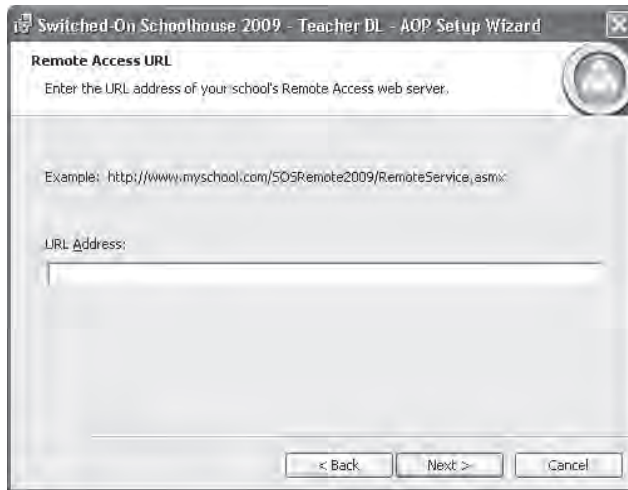 Switched-On Schoolhouse 2009 - Teacher DL - AOP Setup Wizard
Remote Access URL
Enter the URL address of your school's Remote Access web server.
Example: http://www.myschool.com/SOSRemote2009/RemoteService.asmx
URL Address:
< Back
Next >
Cancel